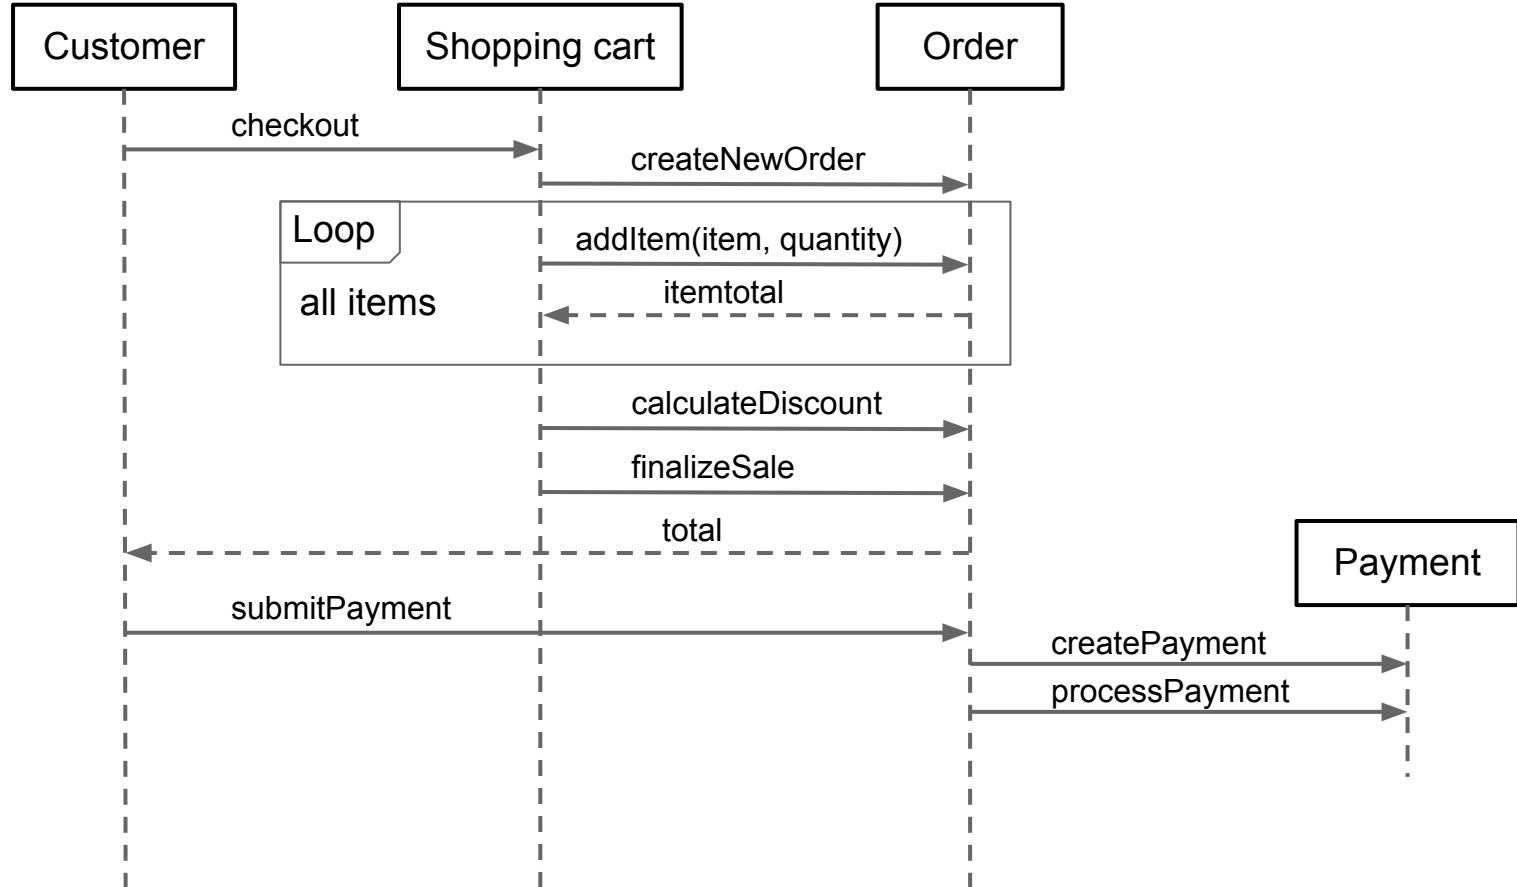 Customer
Shopping cart
Order
checkout
createNewOrder
Loop
addItem(item, quantity)
itemtotal
all items
calculateDiscount
finalizeSale
total
Payment
submitPayment
createPayment
processPayment